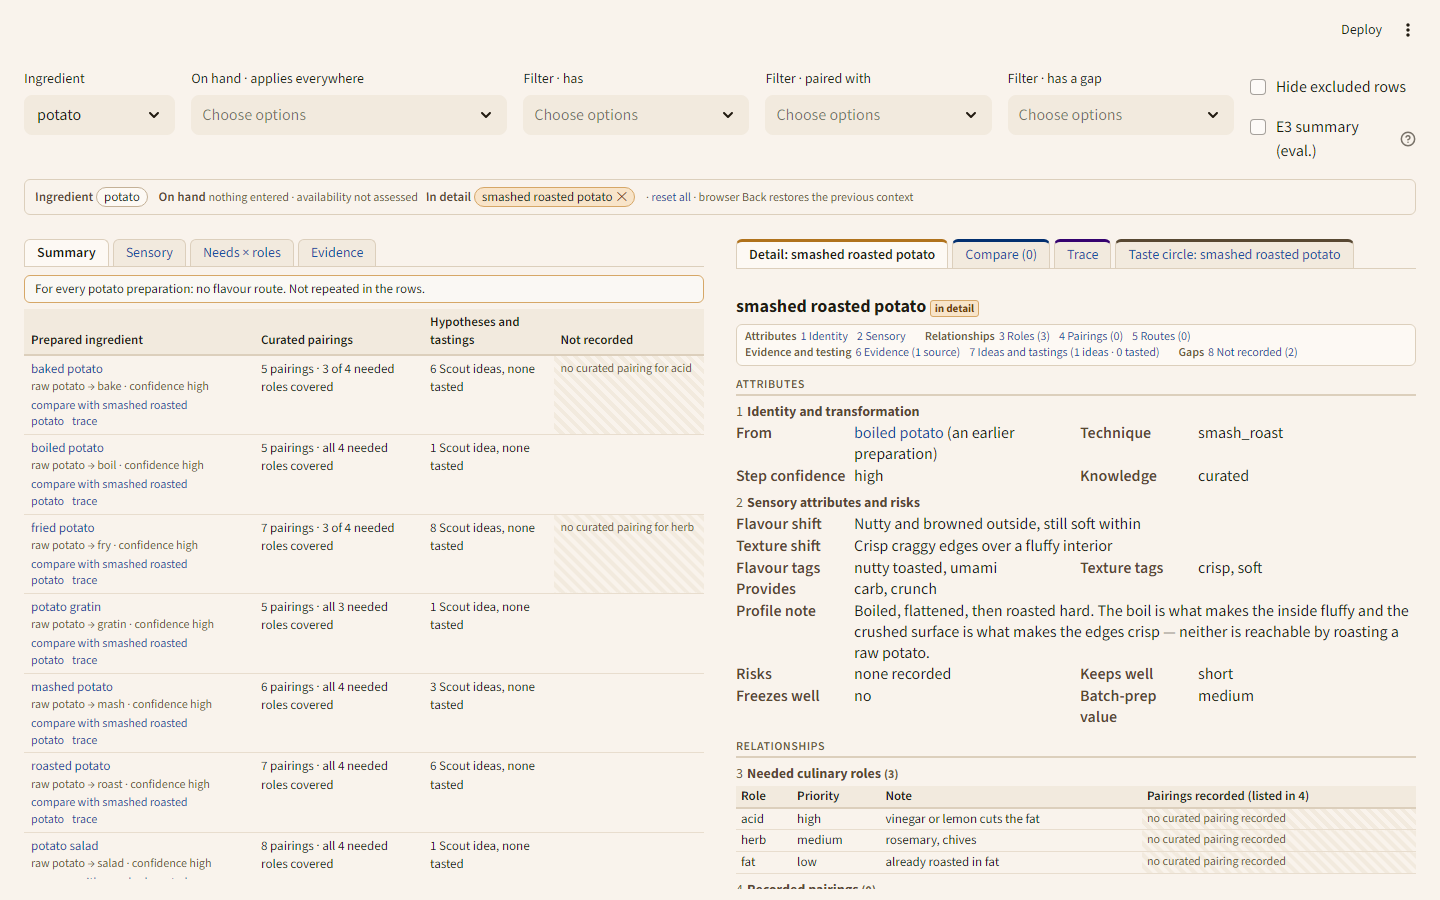 Deploy
Ingredient
On hand · applies everywhere
Filter · has
Filter · paired with
Filter · has a gap
potato
Choose options
Choose options
Choose options
Choose options
Hide excluded rows
E3 summary
(eval.)
Ingredient potato On hand nothing entered · availability not assessed In detail smashed roasted potato · reset all · browser Back restores the previous context
Summary
Sensory
Needs × roles
Evidence
For every potato preparation: no flavour route. Not repeated in the rows.
Prepared ingredient
Curated pairings
Hypotheses and
tastings
Not recorded
baked potato
raw potato → bake · confidence high
compare with smashed roasted
potato trace
5 pairings · 3 of 4 needed
roles covered
6 Scout ideas, none
tasted
no curated pairing for acid
boiled potato
raw potato → boil · confidence high
compare with smashed roasted
potato trace
5 pairings · all 4 needed
roles covered
1 Scout idea, none
tasted
fried potato
raw potato → fry · confidence high
compare with smashed roasted
potato trace
7 pairings · 3 of 4 needed
roles covered
8 Scout ideas, none
tasted
no curated pairing for herb
potato gratin
raw potato → gratin · confidence high
compare with smashed roasted
potato trace
5 pairings · all 3 needed
roles covered
1 Scout idea, none
tasted
mashed potato
raw potato → mash · confidence high
compare with smashed roasted
potato trace
6 pairings · all 4 needed
roles covered
3 Scout ideas, none
tasted
roasted potato
raw potato → roast · confidence high
compare with smashed roasted
potato trace
7 pairings · all 4 needed
roles covered
6 Scout ideas, none
tasted
potato salad
raw potato → salad · confidence high
8 pairings · all 4 needed
roles covered
1 Scout idea, none
tasted
Detail: smashed roasted potato
Compare (0)
Trace
Taste circle: smashed roasted potato
smashed roasted potato in detail
Attributes 1 Identity 2 Sensory Relationships 3 Roles (3) 4 Pairings (0) 5 Routes (0)
Evidence and testing 6 Evidence (1 source) 7 Ideas and tastings (1 ideas · 0 tasted) Gaps 8 Not recorded (2)
ATTRIBUTES
1 Identity and transformation
From boiled potato (an earlier
preparation)
Technique smash_roast
Step confidence high Knowledge curated
2 Sensory attributes and risks
Flavour shift Nutty and browned outside, still soft within
Texture shift Crisp craggy edges over a fluffy interior
Flavour tags nutty toasted, umami Texture tags crisp, soft
Provides carb, crunch
Profile note Boiled, flattened, then roasted hard. The boil is what makes the inside fluffy and the
crushed surface is what makes the edges crisp — neither is reachable by roasting a
raw potato.
Risks none recorded Keeps well short
Freezes well no Batch-prep
value medium
RELATIONSHIPS
3 Needed culinary roles (3)
Role Priority Note Pairings recorded (listed in 4)
acid high vinegar or lemon cuts the fat no curated pairing recorded
herb medium rosemary, chives no curated pairing recorded
fat low already roasted in fat no curated pairing recorded
4 Recorded pairings (0)